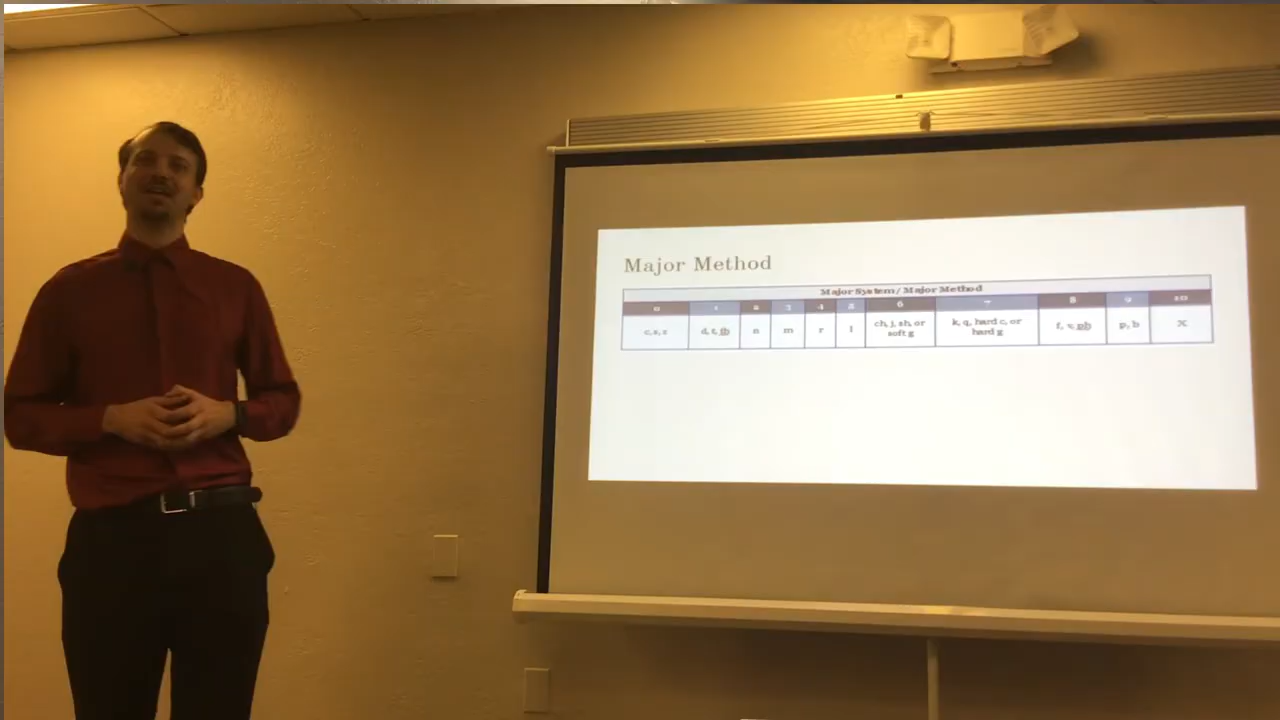 Major Method
Major System / Major Method
0 1 2 3 4 5 6 7 8 9 10
c, s, z d, t, th n m r l ch, j, sh, or soft g k, q, hard c, or hard g f, v, ph p, b X